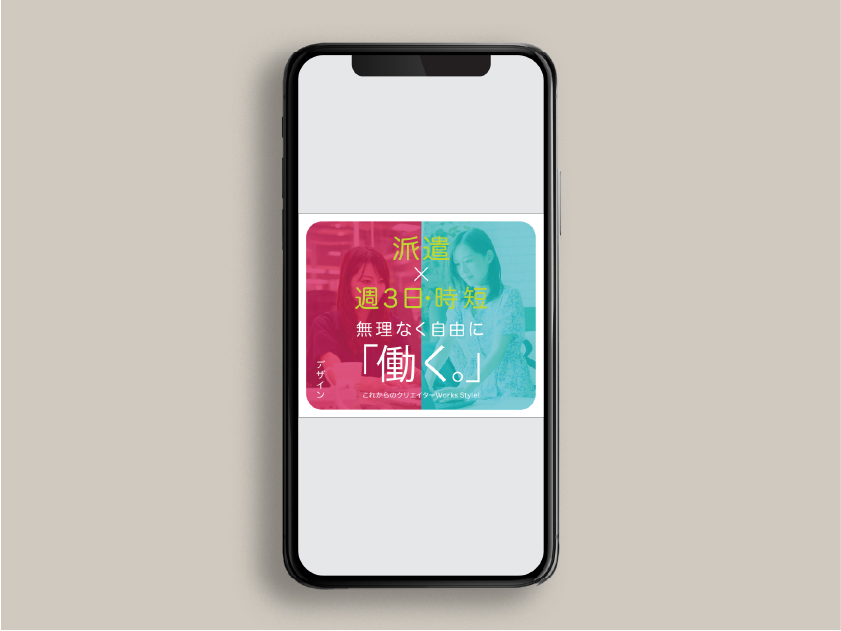 派遣
×
週3日・時短
無理なく自由に
「働く。」
これからのクリエイターWorks Style!
デザイン